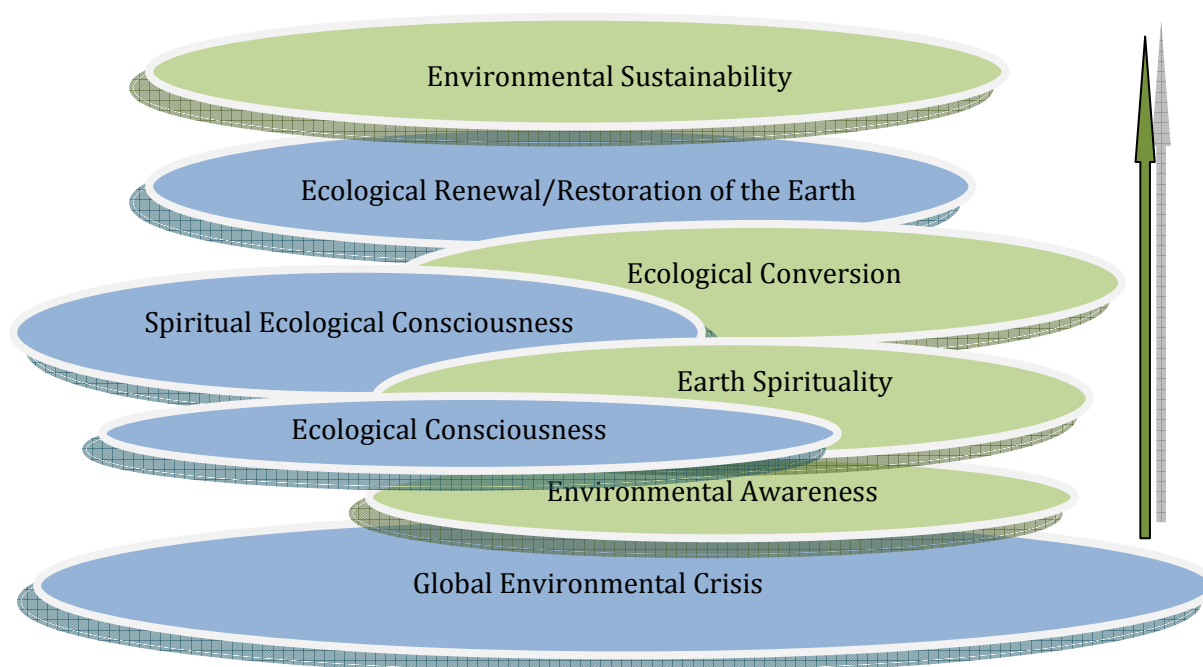 Environmental Sustainability
Ecological Renewal/Restoration of the Earth
Ecological Conversion
Spiritual Ecological Consciousness
Earth Spirituality
Ecological Consciousness
Environmental Awareness
Global Environmental Crisis